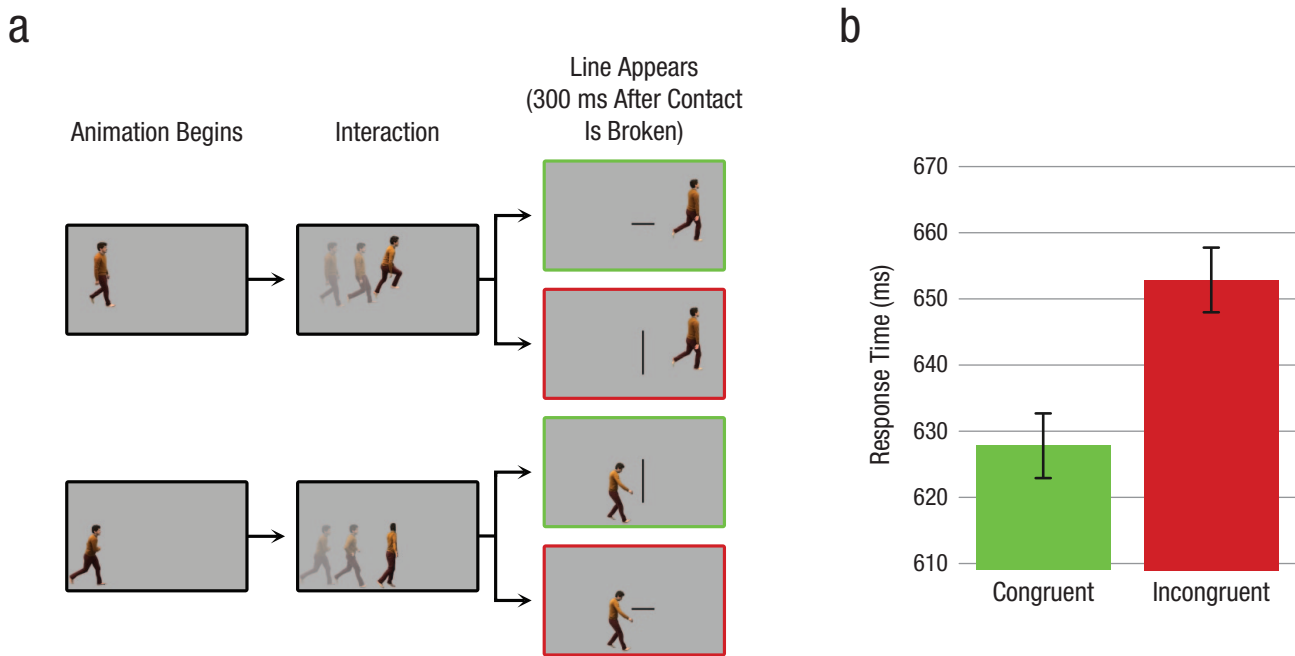 a
Line Appears
(300 ms After Contact
Is Broken)
Animation Begins
Interaction
b
670
660
650
640
630
620
610
Response Time (ms)
Congruent
Incongruent